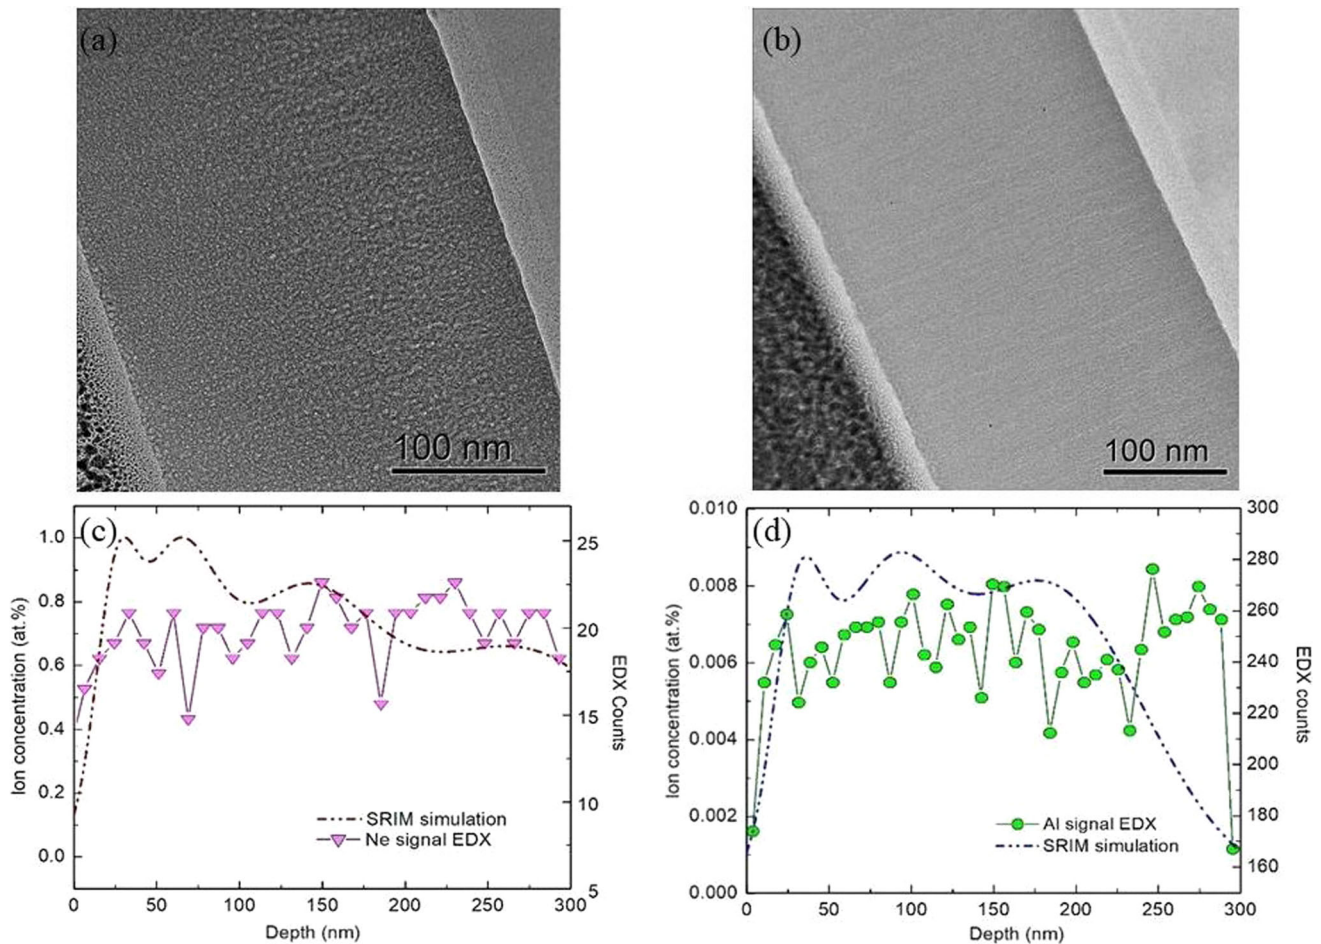 (a)
100 nm
(b)
100 nm
(c)
1.0
0.8
0.6
0.4
0.2
0.0
Ion concentration (at.%)
25
20
15
10
5
EDX Counts
SRIM simulation
Ne signal EDX
0 50 100 150 200 250 300
Depth (nm)
(d)
0.010
0.008
0.006
0.004
0.002
0.000
Ion concentration (at.%)
300
280
260
240
220
200
180
160
EDX counts
Al signal EDX
SRIM simulation
0 50 100 150 200 250 300
Depth (nm)